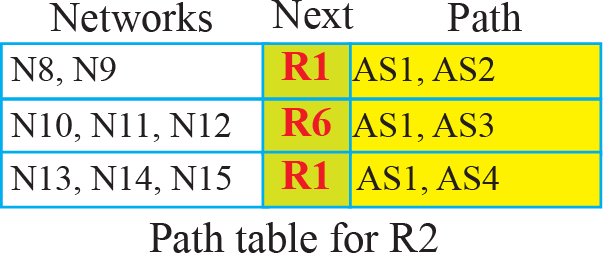 Networks Next Path
N8, N9 R1 AS1, AS2
N10, N11, N12 R6 AS1, AS3
N13, N14, N15 R1 AS1, AS4
Path table for R2